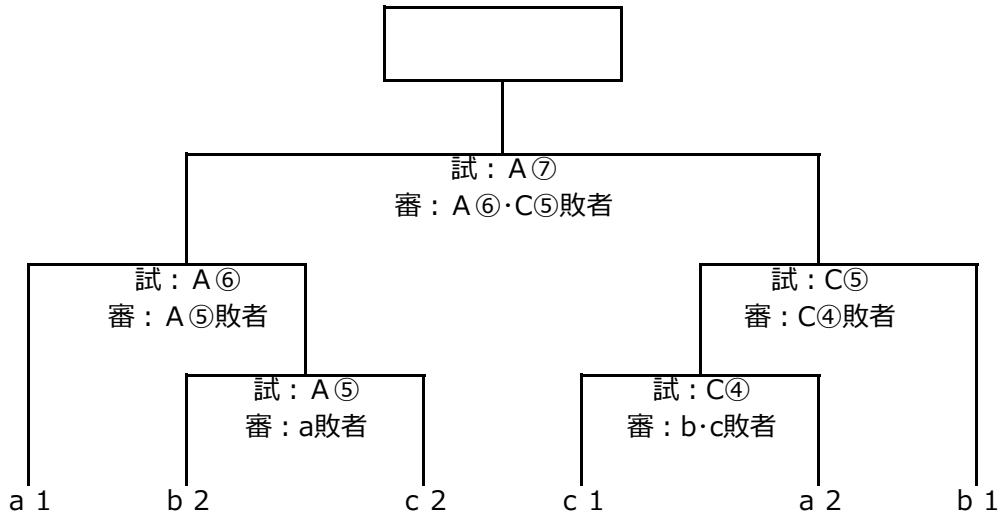 試：A⑦
審：A⑥･C⑤敗者
試：A⑥
審：A⑤敗者
試：C⑤
審：C④敗者
試：A⑤
審：a敗者
試：C④
審：b･c敗者
a 1 b 2 c 2 c 1 a 2 b 1